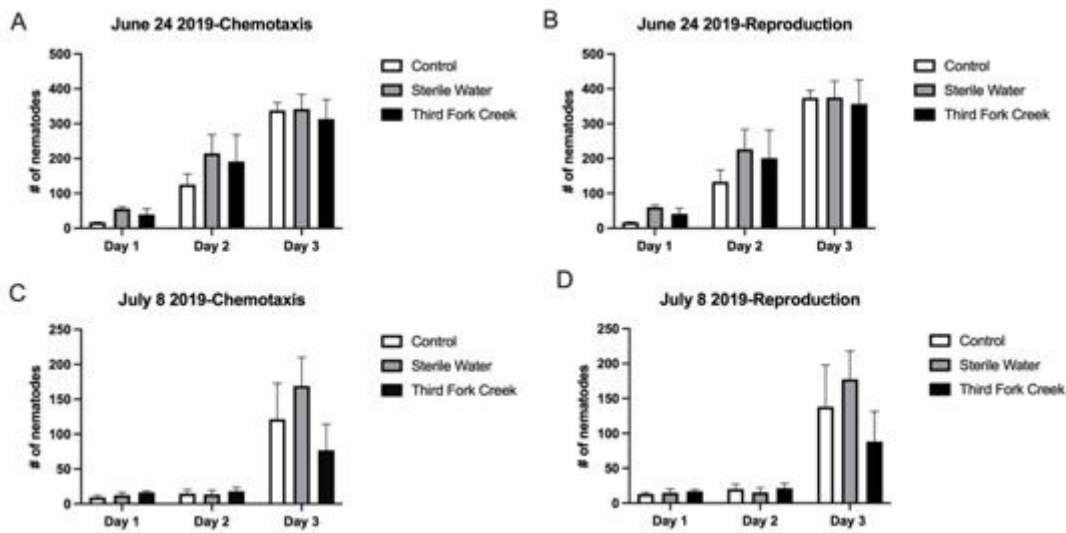 A
June 24 2019-Chemotaxis
# of nematodes
500
400
300
200
100
0
Day 1
Day 2
Day 3
Control
Sterile Water
Third Fork Creek
B
June 24 2019-Reproduction
# of nematodes
500
400
300
200
100
0
Day 1
Day 2
Day 3
Control
Sterile Water
Third Fork Creek
C
July 8 2019-Chemotaxis
# of nematodes
250
200
150
100
50
0
Day 1
Day 2
Day 3
Control
Sterile Water
Third Fork Creek
D
July 8 2019-Reproduction
# of nematodes
250
200
150
100
50
0
Day 1
Day 2
Day 3
Control
Sterile Water
Third Fork Creek